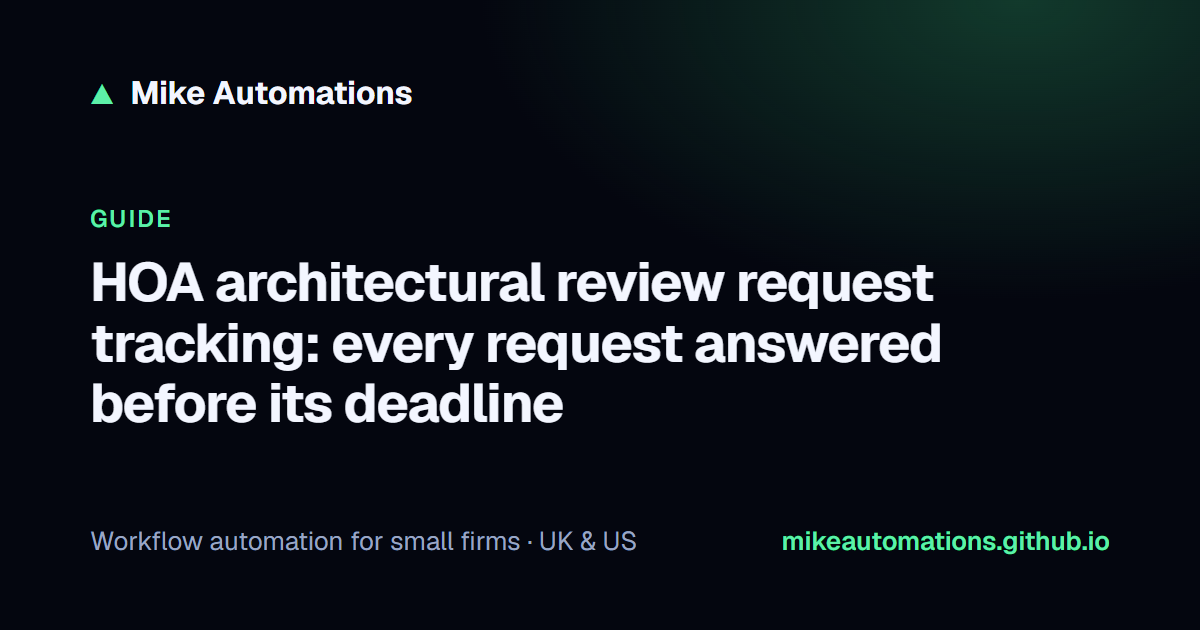 Mike Automations
GUIDE
HOA architectural review request
tracking: every request answered
before its deadline
Workflow automation for small firms · UK & US
mikeautomations.github.io